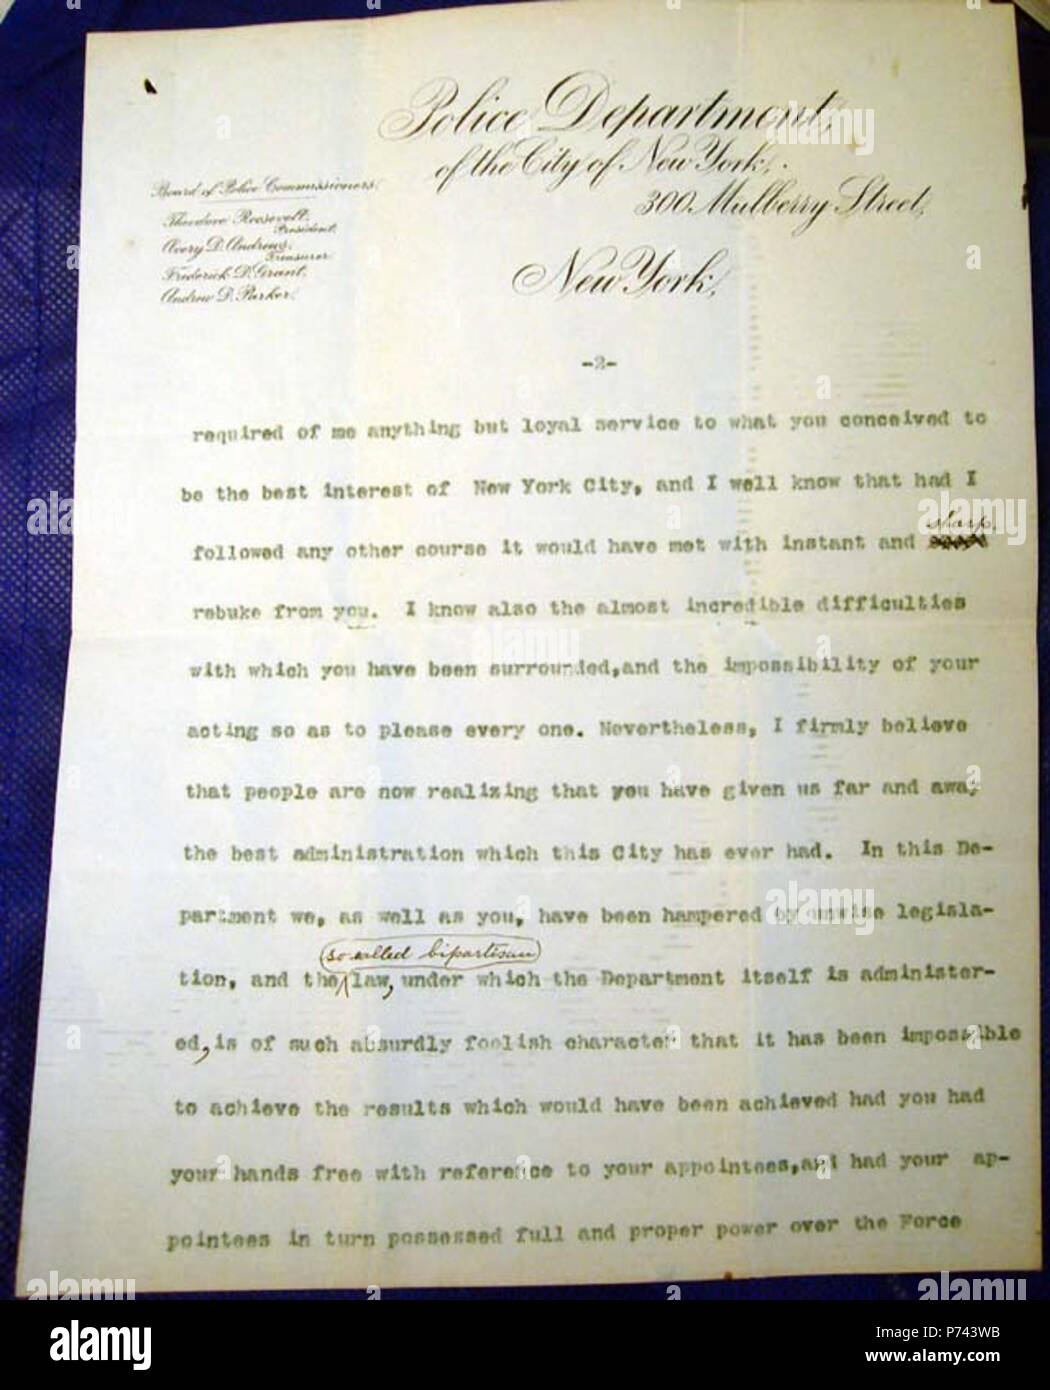 Police Department,
of the City of New York,
300 Mulberry Street,
New York,
Board of Police Commissioners.
Theodore Roosevelt,
President.
Avery D. Andrews,
Treasurer.
Frederick D. Grant,
Andrew D. Parker.
-2-
required of me anything but loyal service to what you conceived to
be the best interest of New York City, and I well know that had I
sharp
followed any other course it would have met with instant and
rebuke from you. I know also the almost incredible difficulties
with which you have been surrounded,and the impossibility of your
acting so as to please every one. Nevertheless, I firmly believe
that people are now realizing that you have given us far and away
the best administration which this City has ever had. In this De-
partment we, as well as you, have been hampered by unwise legisla-
so called bipartisan
tion, and the law, under which the Department itself is administer-
ed, is of such absurdly foolish character that it has been impossible
to achieve the results which would have been achieved had you had
your hands free with reference to your appointees,and had your ap-
pointees in turn possessed full and proper power over the Force
alamy stock photo
alamy
Image ID: P743WB
www.alamy.com